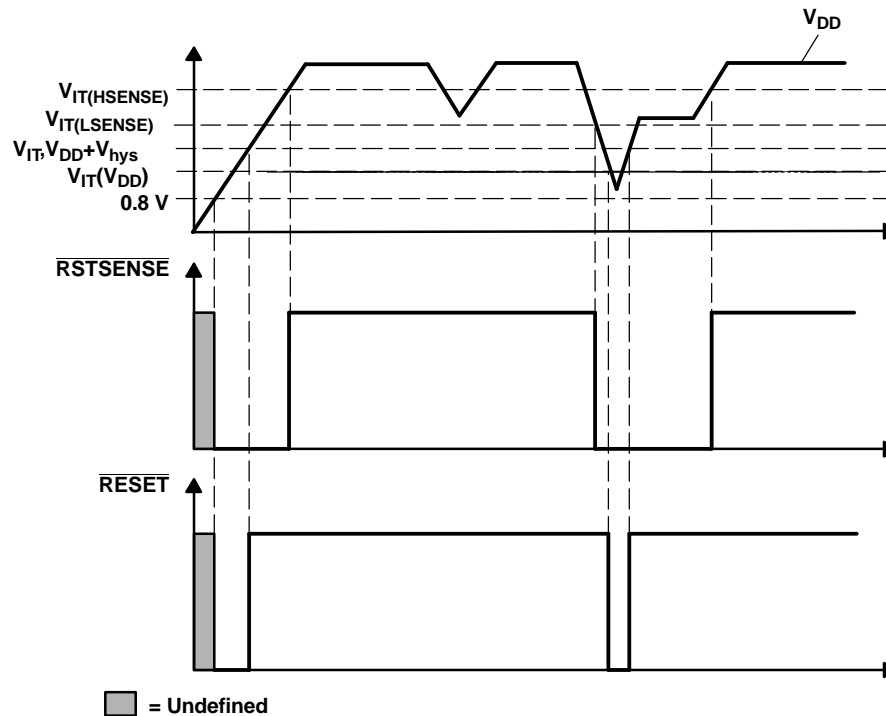 V_DD
V_IT(HSENSE)
V_IT(LSENSE)
V_IT,V_DD+V_hys
V_IT(V_DD)
0.8 V
RSTSENSE
RESET
= Undefined